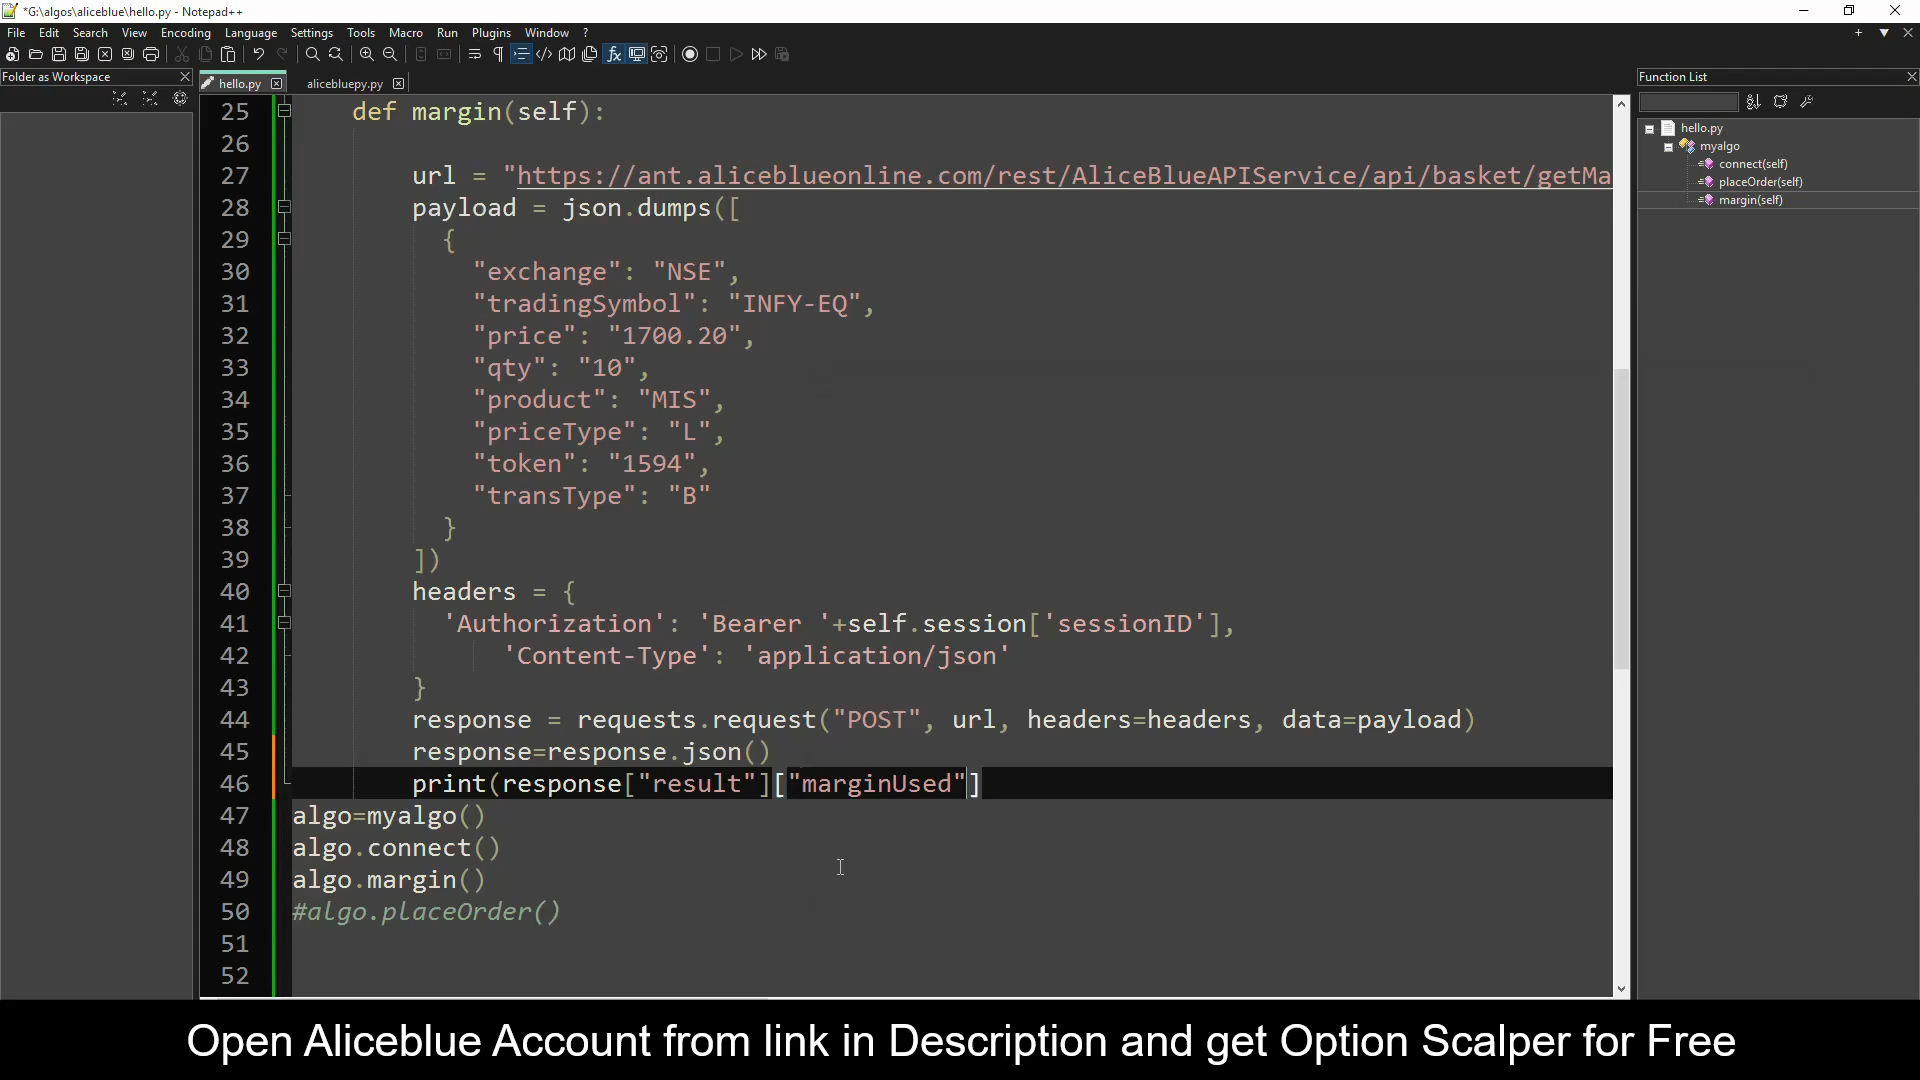 *G:\algos\aliceblue\hello.py - Notepad++
File Edit Search View Encoding Language Settings Tools Macro Run Plugins Window ?
Folder as Workspace
hello.py
alicebluepy.py
25 def margin(self):
26
27 url = "https://ant.aliceblueonline.com/rest/AliceBlueAPIService/api/basket/getMa
28 payload = json.dumps([
29 {
30 "exchange": "NSE",
31 "tradingSymbol": "INFY-EQ",
32 "price": "1700.20",
33 "qty": "10",
34 "product": "MIS",
35 "priceType": "L",
36 "token": "1594",
37 "transType": "B"
38 }
39 ])
40 headers = {
41 'Authorization': 'Bearer '+self.session['sessionID'],
42 'Content-Type': 'application/json'
43 }
44 response = requests.request("POST", url, headers=headers, data=payload)
45 response=response.json()
46 print(response["result"]["marginUsed"]
47 algo=myalgo()
48 algo.connect()
49 algo.margin()
50 #algo.placeOrder()
51
52
Function List
hello.py
myalgo
connect(self)
placeOrder(self)
margin(self)
Open Aliceblue Account from link in Description and get Option Scalper for Free